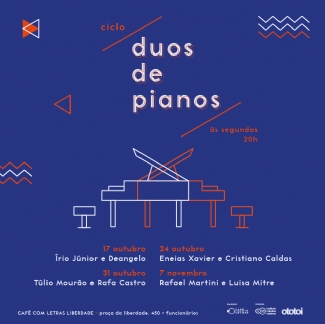 ciclo
duos
de
pianos
às segundas
20h
17 outubro
Írio Júnior e Deangelo
24 outubro
Eneias Xavier e Cristiano Caldas
31 outubro
Túlio Mourão e Rafa Castro
7 novembro
Rafael Martini e Luísa Mitre
CAFÉ COM LETRAS LIBERDADE - praça da liberdade, 450 - funcionários
ototoi